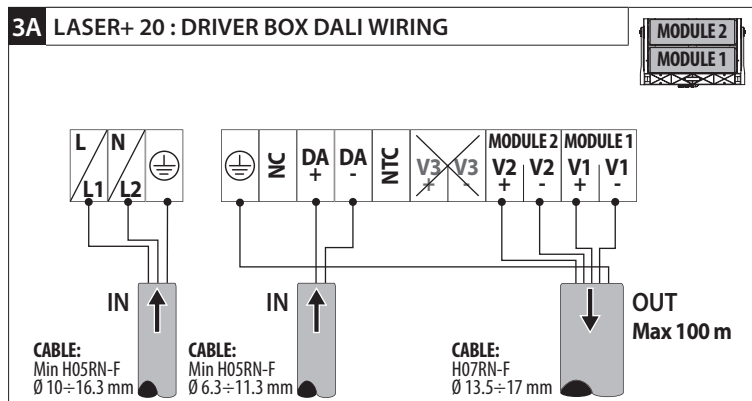 3A LASER+ 20 : DRIVER BOX DALI WIRING
MODULE 2
MODULE 1
L N
L1 L2
NC DA DA NTC V3 V3
+ - + -
MODULE 2 MODULE 1
V2 V2 V1 V1
+ - + -
IN IN OUT
Max 100 m
CABLE:
Min H05RN-F
Ø 10÷16.3 mm
CABLE:
Min H05RN-F
Ø 6.3÷11.3 mm
CABLE:
H07RN-F
Ø 13.5÷17 mm